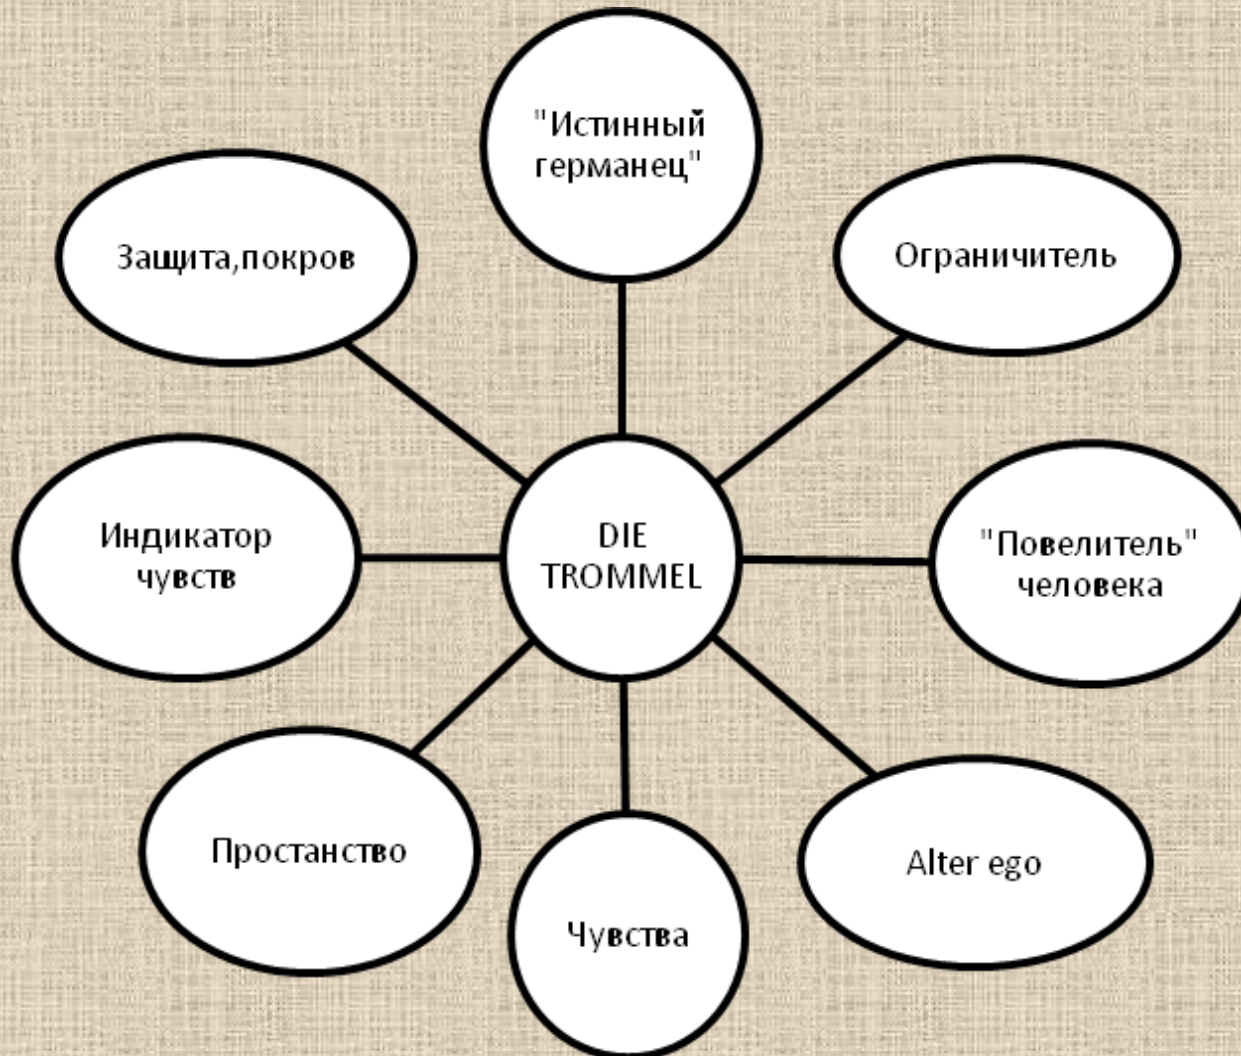 "Истинный
германец"
Ограничитель
"Повелитель"
человека
Alter ego
Чувства
Простанство
Индикатор
чувств
Защита,покров
DIE
TROMMEL